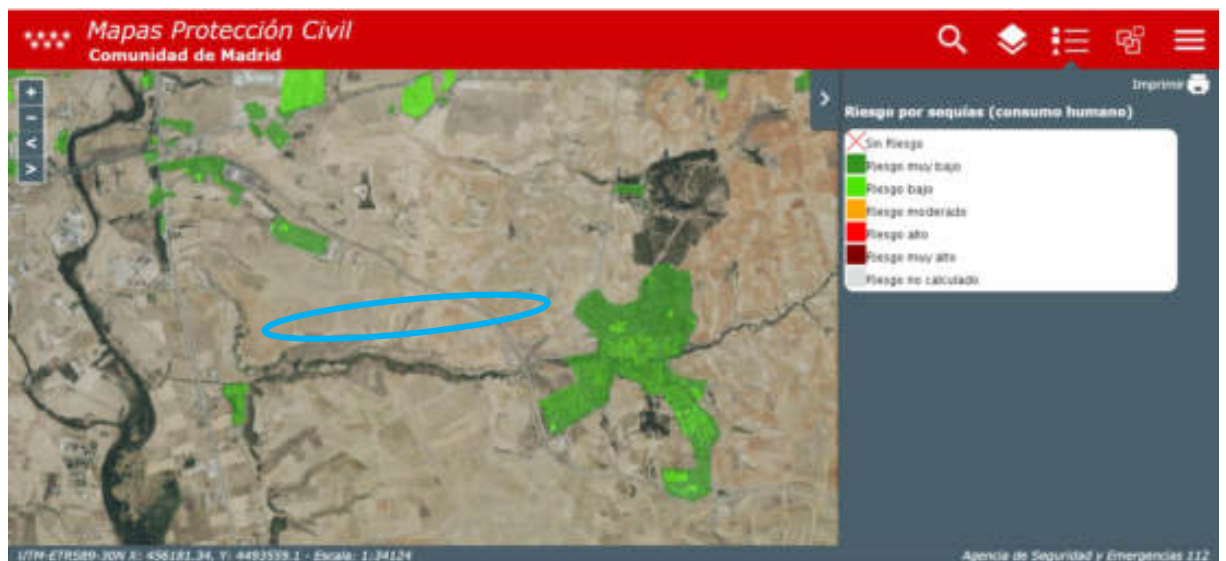 Mapas Protección Civil
Comunidad de Madrid
Imprimir
Riesgo por sequías (consumo humano)
Sin Riesgo
Riesgo muy bajo
Riesgo bajo
Riesgo moderado
Riesgo alto
Riesgo muy alto
Riesgo no calculado
UTM-ETRS89-30N X: 456181.34, Y: 4493559.1 - Escala: 1:34124
Agencia de Seguridad y Emergencias 112